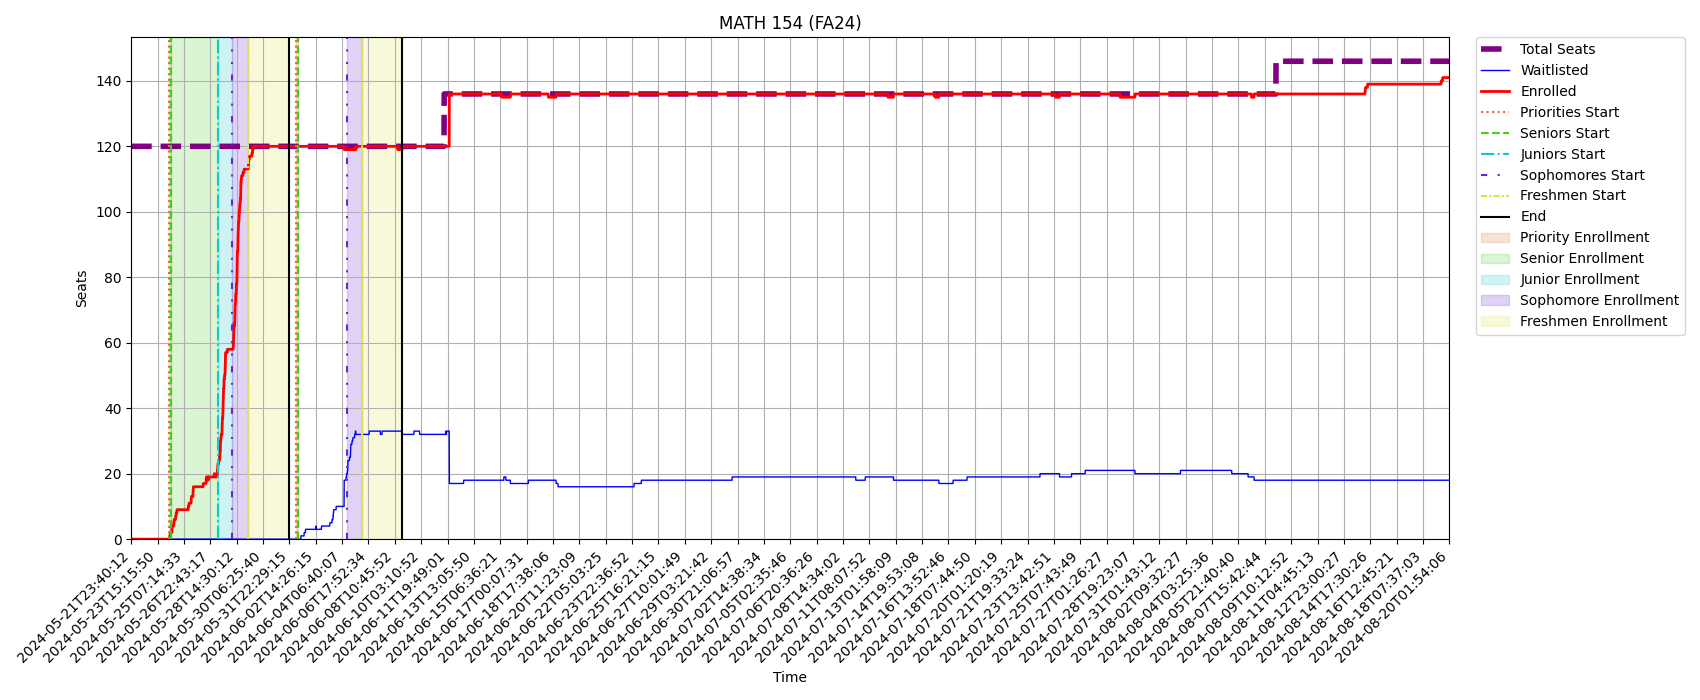 MATH 154 (FA24)
Total Seats
Waitlisted
Enrolled
Priorities Start
Seniors Start
Juniors Start
Sophomores Start
Freshmen Start
End
Priority Enrollment
Senior Enrollment
Junior Enrollment
Sophomore Enrollment
Freshmen Enrollment
Seats
140
120
100
80
60
40
20
0
2024-05-21T23:40:12
2024-05-23T15:15:50
2024-05-25T07:14:33
2024-05-26T22:43:17
2024-05-28T14:30:12
2024-05-30T06:25:40
2024-05-31T22:29:15
2024-06-02T14:26:15
2024-06-04T06:40:07
2024-06-06T17:52:34
2024-06-08T10:45:52
2024-06-10T03:10:52
2024-06-11T19:49:01
2024-06-13T13:05:50
2024-06-15T06:36:21
2024-06-17T00:07:31
2024-06-18T17:38:06
2024-06-20T11:23:09
2024-06-22T05:03:25
2024-06-23T22:36:52
2024-06-25T16:21:15
2024-06-27T10:01:49
2024-06-29T03:21:42
2024-06-30T21:06:57
2024-07-02T14:38:34
2024-07-05T02:35:46
2024-07-06T20:36:26
2024-07-08T14:34:02
2024-07-11T08:07:52
2024-07-13T01:58:09
2024-07-14T19:53:08
2024-07-16T13:52:46
2024-07-18T07:44:50
2024-07-20T01:20:19
2024-07-21T19:33:24
2024-07-23T13:42:51
2024-07-25T07:43:49
2024-07-27T01:26:27
2024-07-28T19:23:07
2024-07-31T01:43:12
2024-08-02T09:32:27
2024-08-04T03:25:36
2024-08-05T21:40:40
2024-08-07T15:42:44
2024-08-09T10:12:52
2024-08-11T04:45:13
2024-08-12T23:00:27
2024-08-14T17:30:26
2024-08-16T12:45:21
2024-08-18T07:37:03
2024-08-20T01:54:06
Time